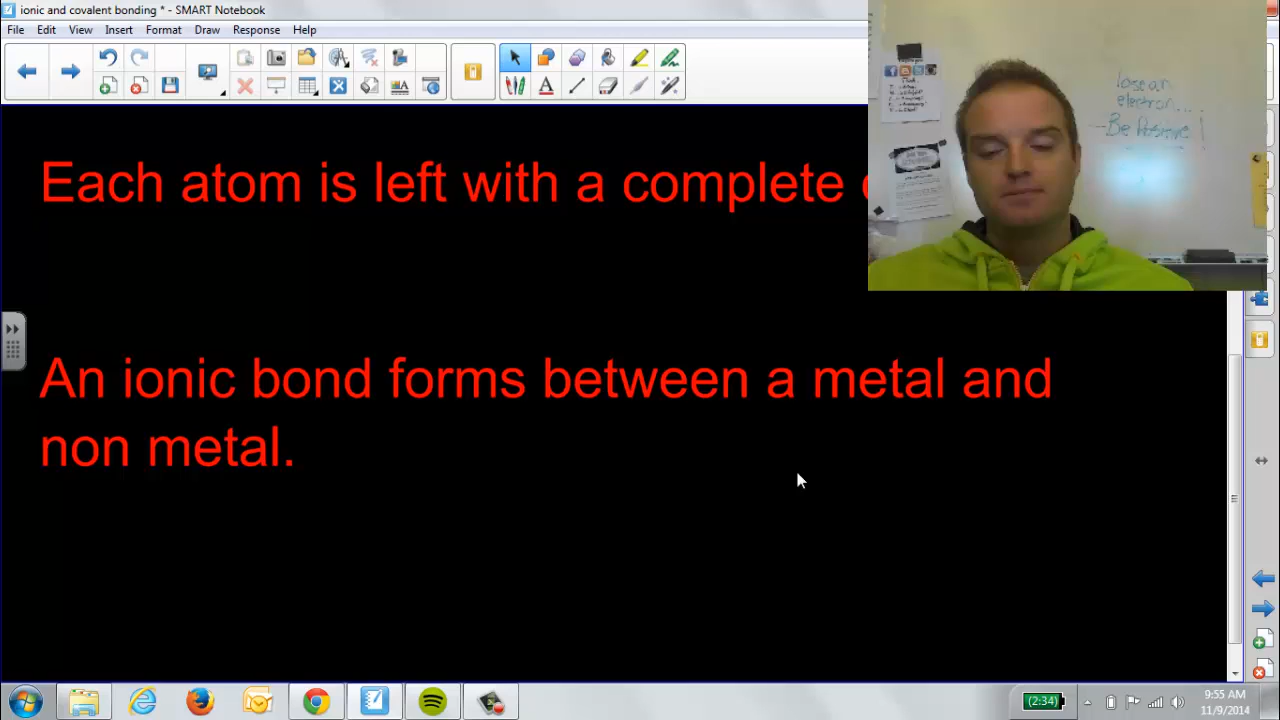 ionic and covalent bonding * - SMART Notebook
File Edit View Insert Format Draw Response Help
lose an
electron....
Be Positive!
Each atom is left with a complete
An ionic bond forms between a metal and
non metal.
(2:34)
9:55 AM
11/9/2014